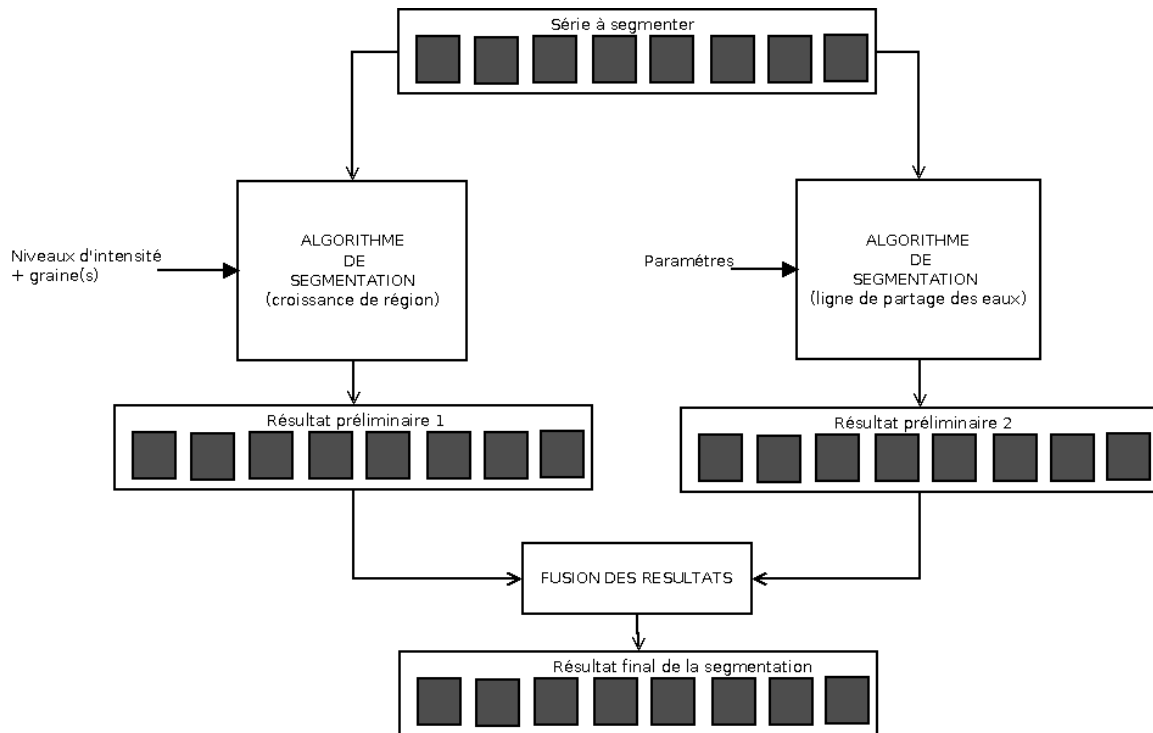 Série à segmenter
ALGORITHME
DE
SEGMENTATION
(croissance de région)
Niveaux d'intensité
+ graine(s)
ALGORITHME
DE
SEGMENTATION
(ligne de partage des eaux)
Paramétres
Résultat préliminaire 1
Résultat préliminaire 2
FUSION DES RESULTATS
Résultat final de la segmentation